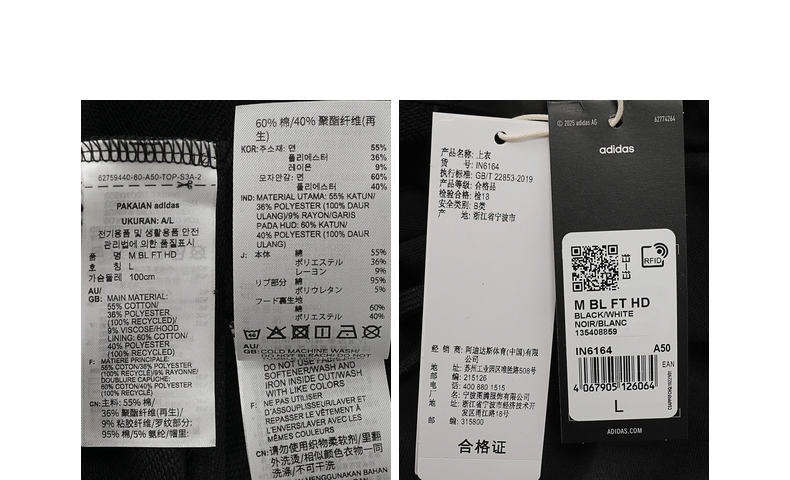 62759440-60-A50-TOP-S3A-2
PAKAIAN adidas
UKURAN: A/L
전기용품 및 생활용품 안전
관리법에 의한 품질표시
품 명 M BL FT HD
호 칭 L
가슴둘레 100cm
AU/
GB: MAIN MATERIAL:
55% COTTON/
36% POLYESTER
(100% RECYCLED)/
9% VISCOSE/HOOD
LINING: 60% COTTON/
40% POLYESTER
(100% RECYCLED)
F: MATIÈRE PRINCIPALE:
55% COTON/36% POLYESTER
(100% RECYCLÉ)/9% RAYONNE/
DOUBLURE CAPUCHE:
60% COTON/40% POLYESTER
(100% RECYCLÉ)
CN: 主料: 55% 棉/
36% 聚酯纤维(再生)/
9% 粘胶纤维/罗纹部分:
95% 棉/5% 氨纶/帽里:
60% 棉/40% 聚酯纤维(再
生)
KOR: 주소재: 면 55%
폴리에스터 36%
레이온 9%
모자안감: 면 60%
폴리에스터 40%
IND: MATERIAL UTAMA: 55% KATUN/
36% POLYESTER (100% DAUR
ULANG)/9% RAYON/GARIS
PADA HUD: 60% KATUN/
40% POLYESTER (100% DAUR
ULANG)
J: 本体 綿 55%
ポリエステル 36%
レーヨン 9%
リブ部分 綿 95%
ポリウレタン 5%
フード裏生地
綿 60%
ポリエステル 40%
AU/
GB: COLD MACHINE WASH/
DO NOT BLEACH/
DO NOT USE FABRIC
SOFTENER/WASH AND
IRON INSIDE OUT/WASH
WITH LIKE COLORS
F: NE PAS UTILISER
D'ASSOUPLISSEUR/LAVER ET
REPASSER LE VÊTEMENT À
L'ENVERS/LAVER AVEC LES
MÊMES COULEURS
CN: 请勿使用织物柔软剂/里翻
外洗烫/相似颜色衣物一同
洗涤/不可干洗
MENGGUNAKAN BAHAN
产品名称: 上衣
货 号: IN6164
执行标准: GB/T 22853-2019
产品等级: 合格品
检验合格: 检18
安全类别: B类
产 地: 浙江省宁波市
经 销 商: 阿迪达斯体育(中国)有限
公司
地 址: 苏州工业园区唯胜路508号
邮 编: 215126
电 话: 400 880 1515
厂 名: 宁波甬腾服饰有限公司
地 址: 浙江省宁波市经济技术开
发区甬江路18号
邮 编: 315800
合格证
© 2025 adidas AG
62774264
adidas
RFID
M BL FT HD
BLACK/WHITE
NOIR/BLANC
135408859
IN6164 A50
EAN
4 067905 126064
L
ADIDAS.COM